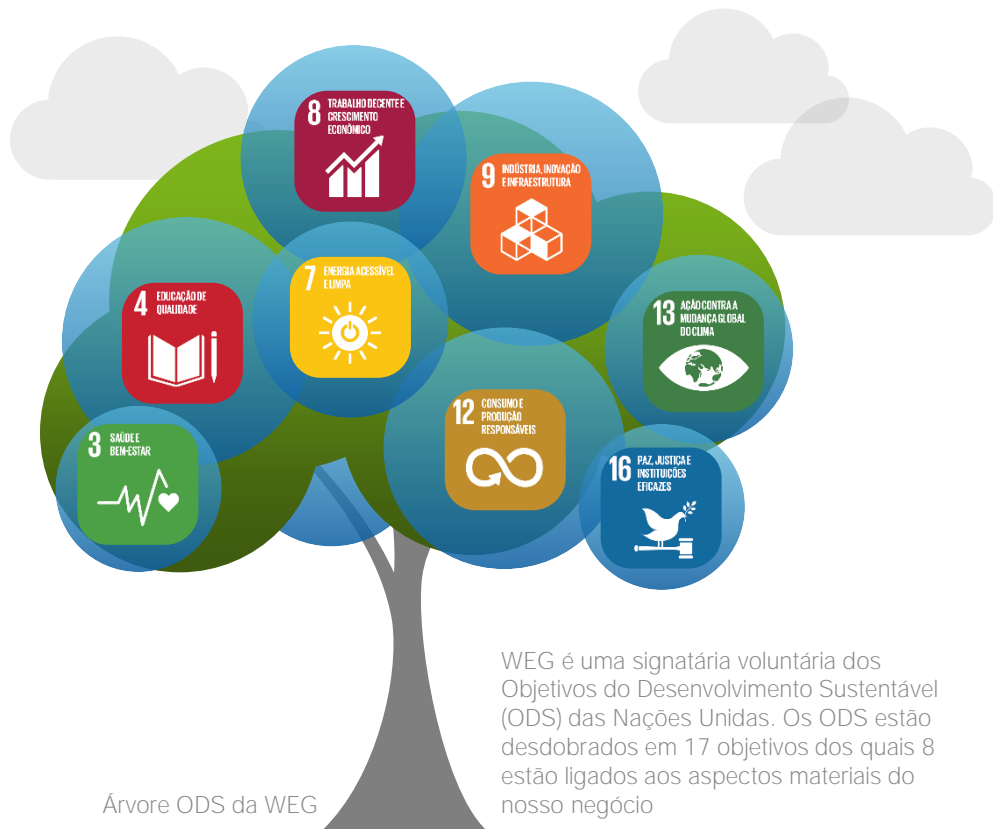 8 TRABALHO DECENTE E
CRESCIMENTO
ECONÔMICO
9 INDÚSTRIA, INOVAÇÃO
E INFRAESTRUTURA
7 ENERGIA ACESSÍVEL
E LIMPA
4 EDUCAÇÃO DE
QUALIDADE
13 AÇÃO CONTRA A
MUDANÇA GLOBAL
DO CLIMA
12 CONSUMO E
PRODUÇÃO
RESPONSÁVEIS
3 SAÚDE E
BEM-ESTAR
16 PAZ, JUSTIÇA E
INSTITUIÇÕES
EFICAZES
WEG é uma signatária voluntária dos
Objetivos do Desenvolvimento Sustentável
(ODS) das Nações Unidas. Os ODS estão
desdobrados em 17 objetivos dos quais 8
estão ligados aos aspectos materiais do
nosso negócio
Árvore ODS da WEG